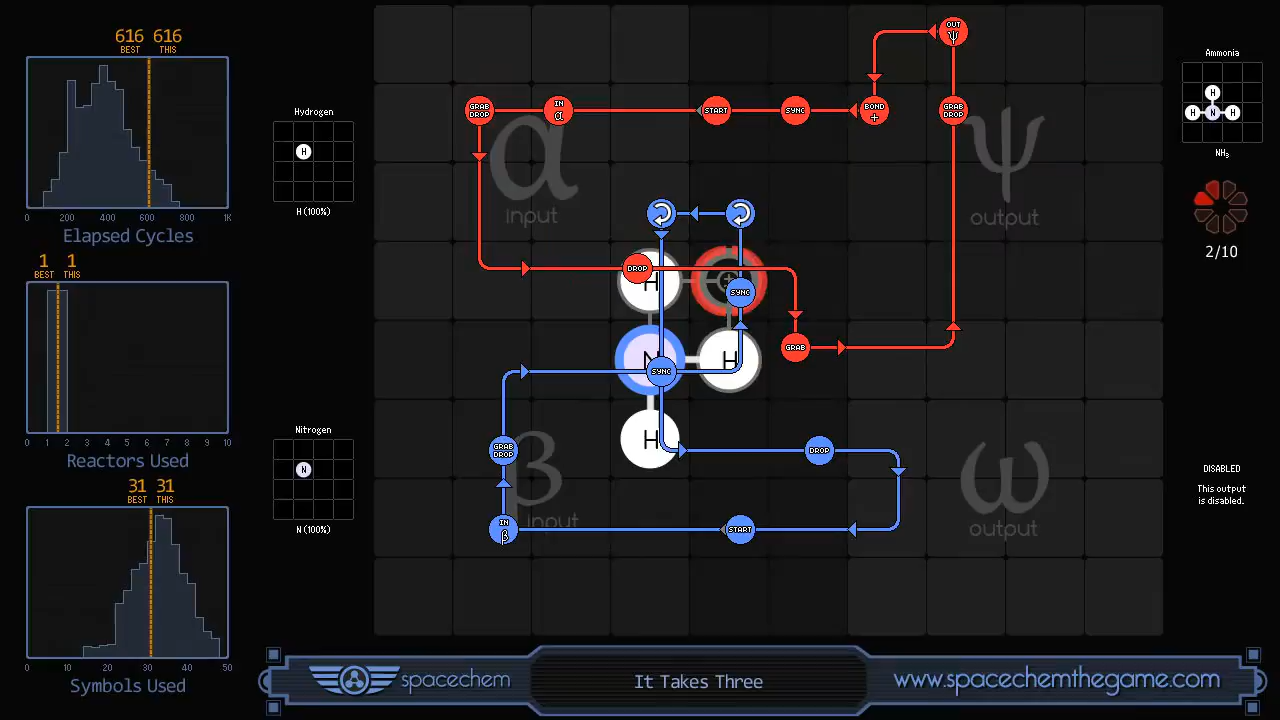 616 616
BEST THIS
0 200 400 600 800 1K
Elapsed Cycles
1 1
BEST THIS
0 1 2 3 4 5 6 7 8 9 10
Reactors Used
31 31
BEST THIS
0 10 20 30 40 50
Symbols Used
Hydrogen
H
H (100%)
Nitrogen
N
N (100%)
OUT
Ψ
GRAB
DROP
IN
α
START
SYNC
BOND
+
GRAB
DROP
α
input
ψ
output
DROP
H
SYNC
GRAB
N
SYNC
H
H
GRAB
DROP
DROP
β
input
ω
output
IN
β
START
Ammonia
H
H N H
NH₃
2/10
DISABLED
This output
is disabled.
spacechem
It Takes Three
www.spacechemthegame.com